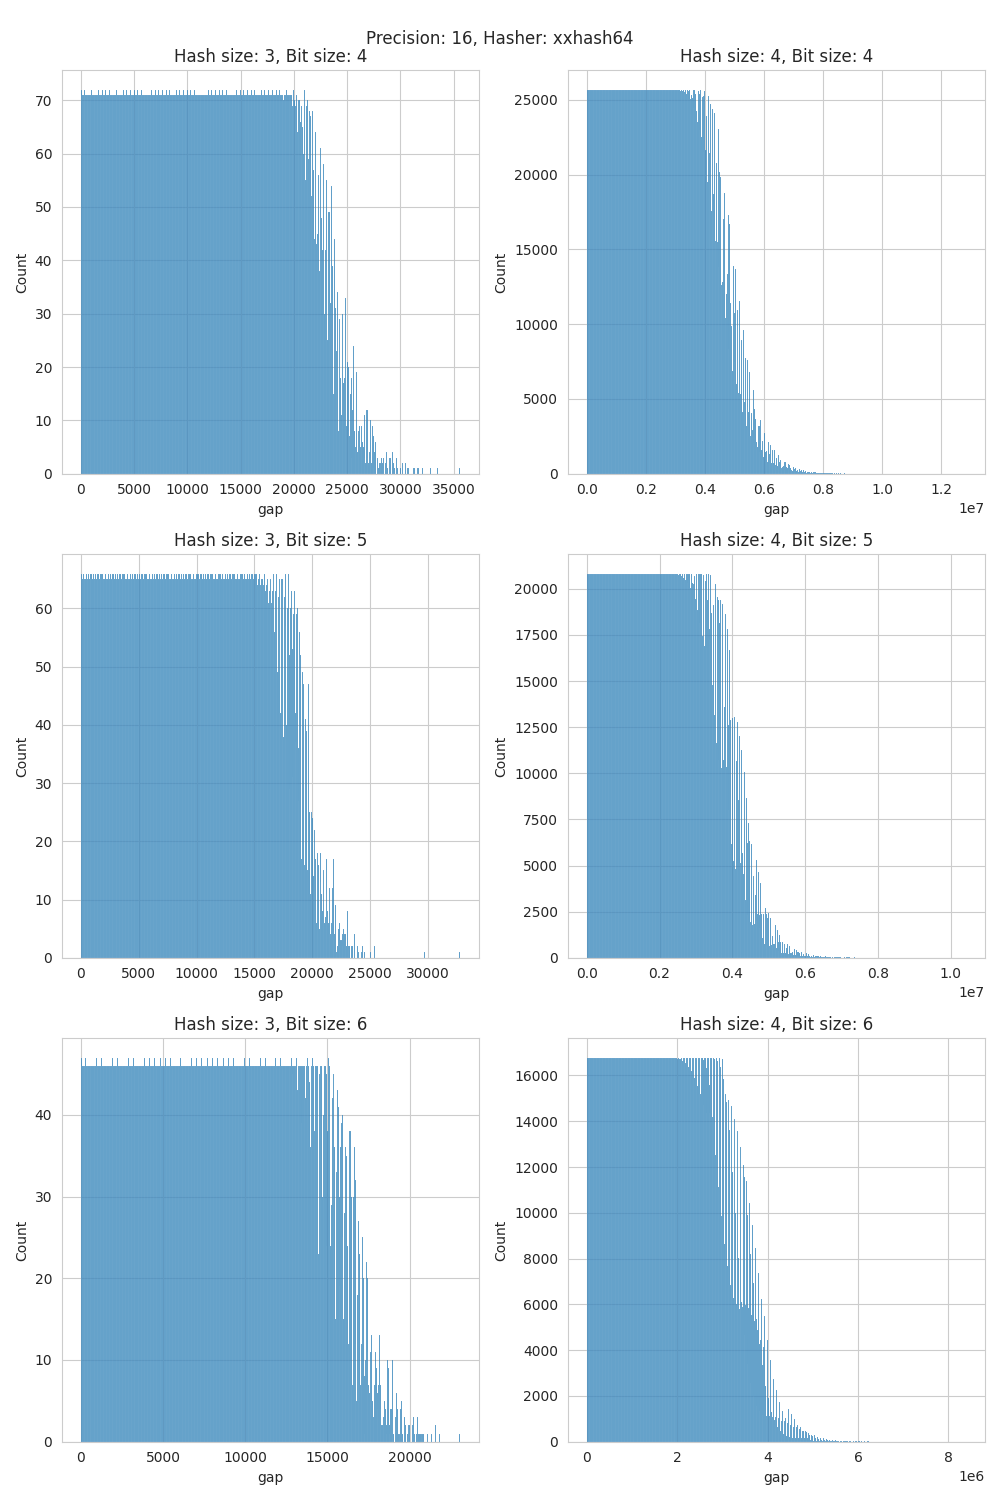 Precision: 16, Hasher: xxhash64
Hash size: 3, Bit size: 4
70
60
50
40
30
20
10
0
Count
0 5000 10000 15000 20000 25000 30000 35000
gap
Hash size: 4, Bit size: 4
25000
20000
15000
10000
5000
0
Count
0.0 0.2 0.4 0.6 0.8 1.0 1.2
1e7
gap
Hash size: 3, Bit size: 5
60
50
40
30
20
10
0
Count
0 5000 10000 15000 20000 25000 30000
gap
Hash size: 4, Bit size: 5
20000
17500
15000
12500
10000
7500
5000
2500
0
Count
0.0 0.2 0.4 0.6 0.8 1.0
1e7
gap
Hash size: 3, Bit size: 6
40
30
20
10
0
Count
0 5000 10000 15000 20000
gap
Hash size: 4, Bit size: 6
16000
14000
12000
10000
8000
6000
4000
2000
0
Count
0 2 4 6 8
1e6
gap